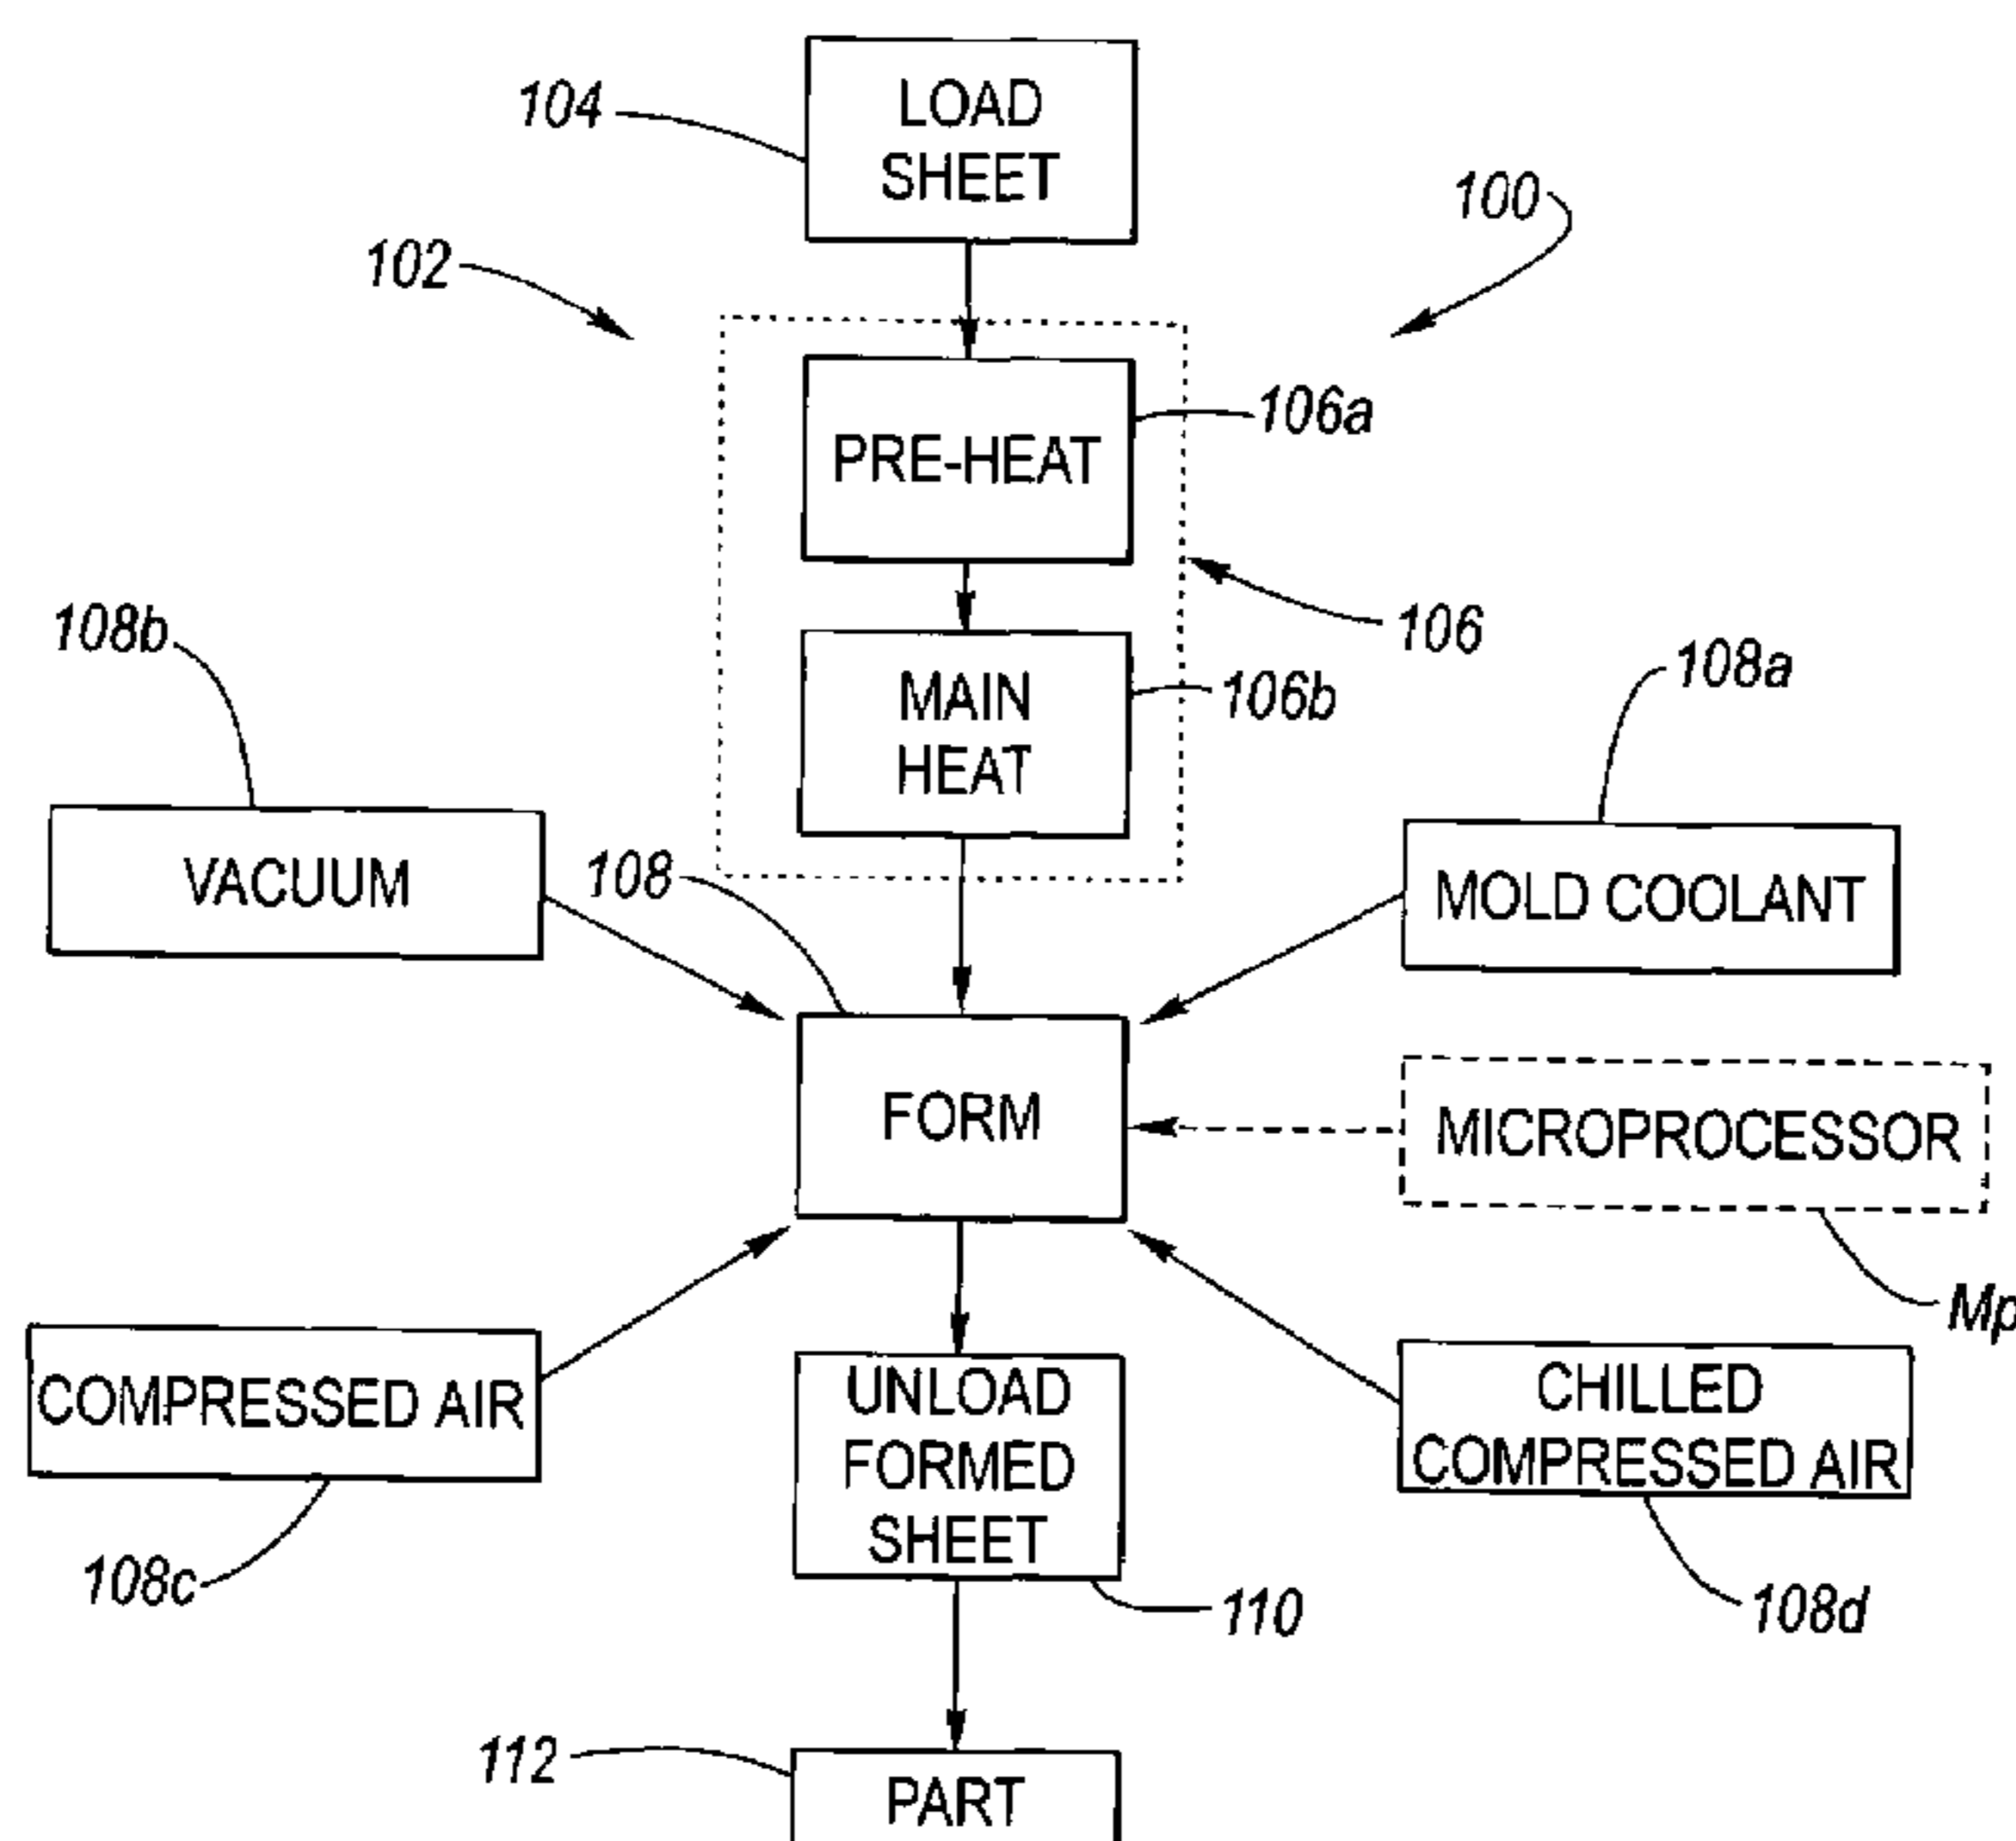 LOAD
SHEET
104
100
102
PRE-HEAT
106a
106
MAIN
HEAT
106b
108b
108a
VACUUM
108
MOLD COOLANT
FORM
MICROPROCESSOR
Mp
COMPRESSED AIR
108c
UNLOAD
FORMED
SHEET
110
CHILLED
COMPRESSED AIR
108d
112
PART